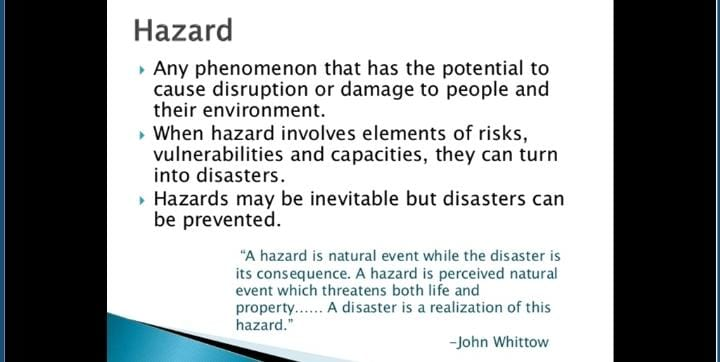 Hazard
Any phenomenon that has the potential to
cause disruption or damage to people and
their environment.
When hazard involves elements of risks,
vulnerabilities and capacities, they can turn
into disasters.
Hazards may be inevitable but disasters can
be prevented.
"A hazard is natural event while the disaster is
its consequence. A hazard is perceived natural
event which threatens both life and
property...... A disaster is a realization of this
hazard."
-John Whittow